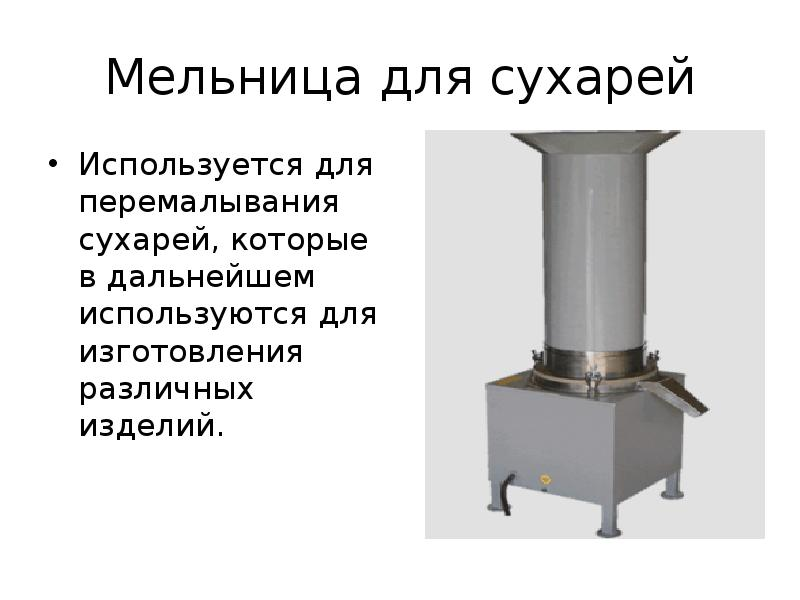 Мельница для сухарей
• Используется для
перемалывания
сухарей, которые
в дальнейшем
используются для
изготовления
различных
изделий.